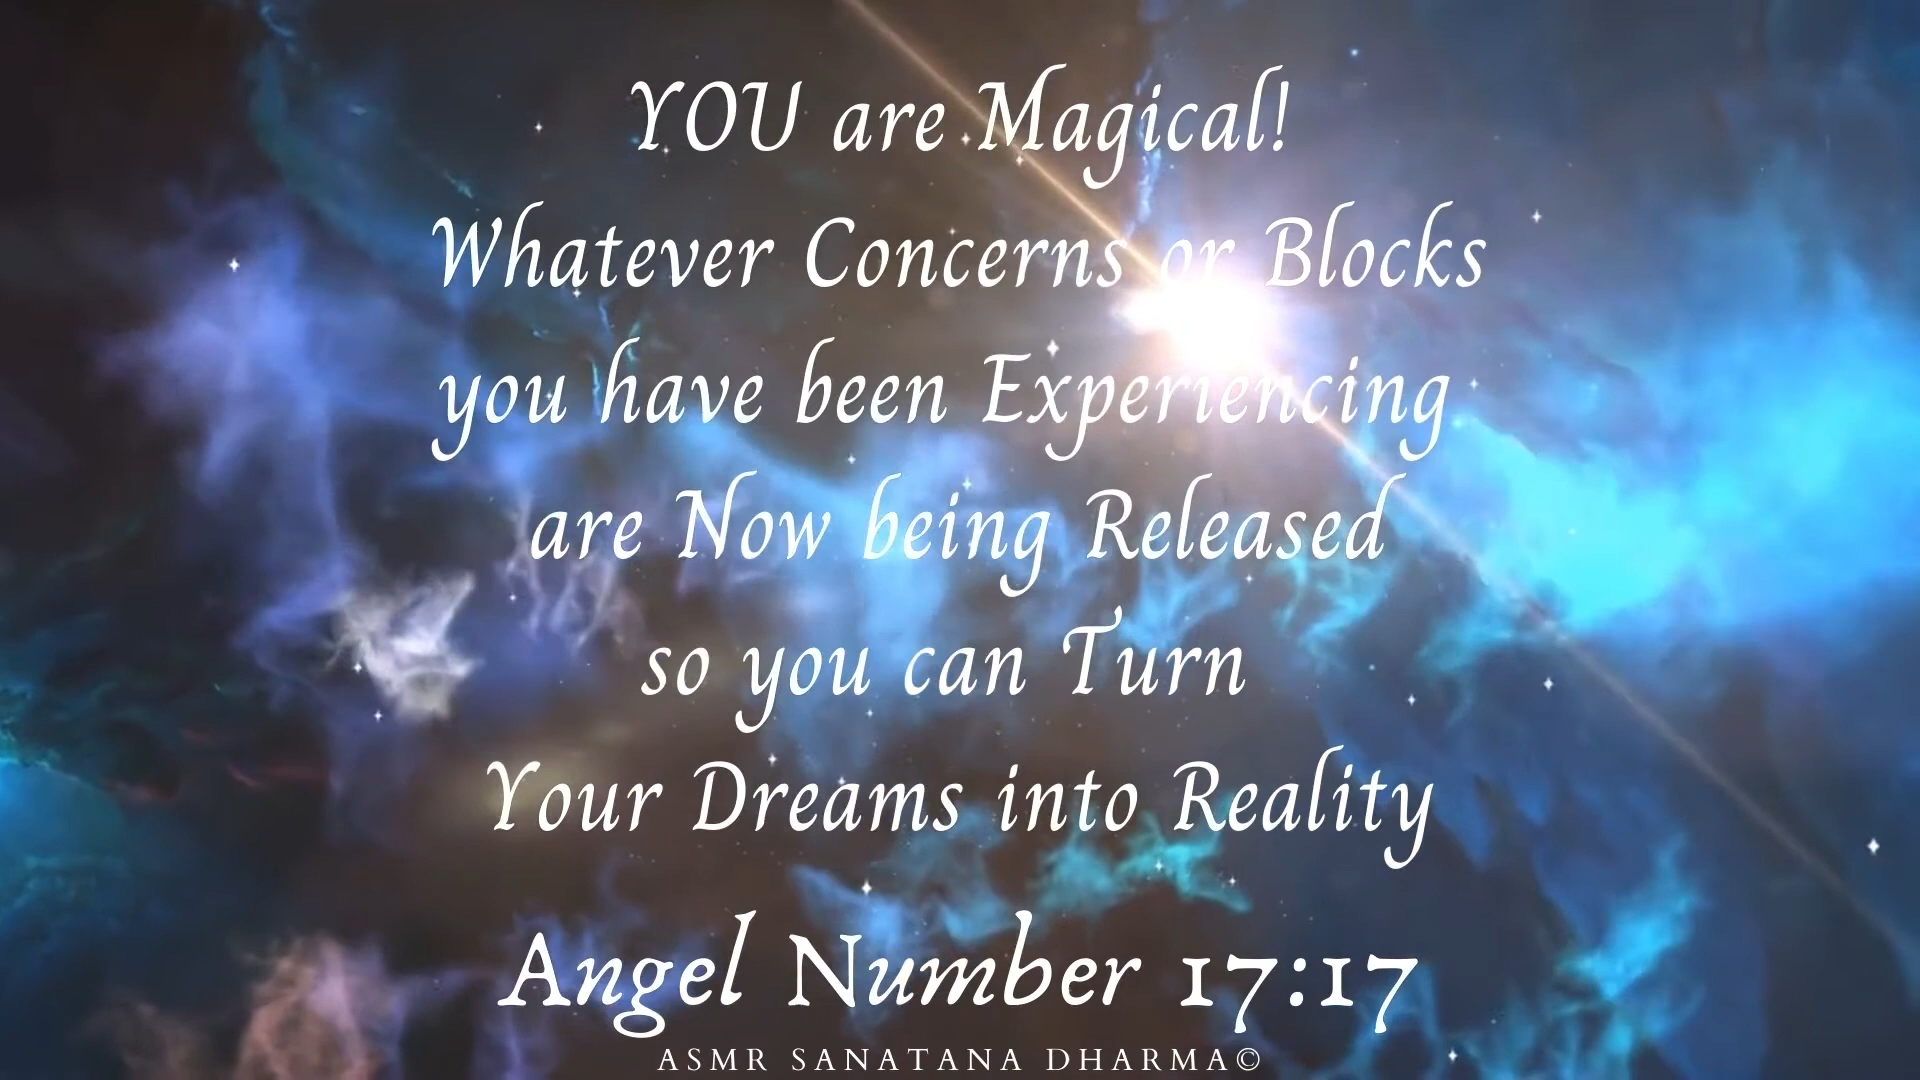 YOU are Magical!
Whatever Concerns or Blocks
you have been Experiencing
are Now being Released
so you can Turn
Your Dreams into Reality
Angel Number 17:17
ASMR SANATANA DHARMA©